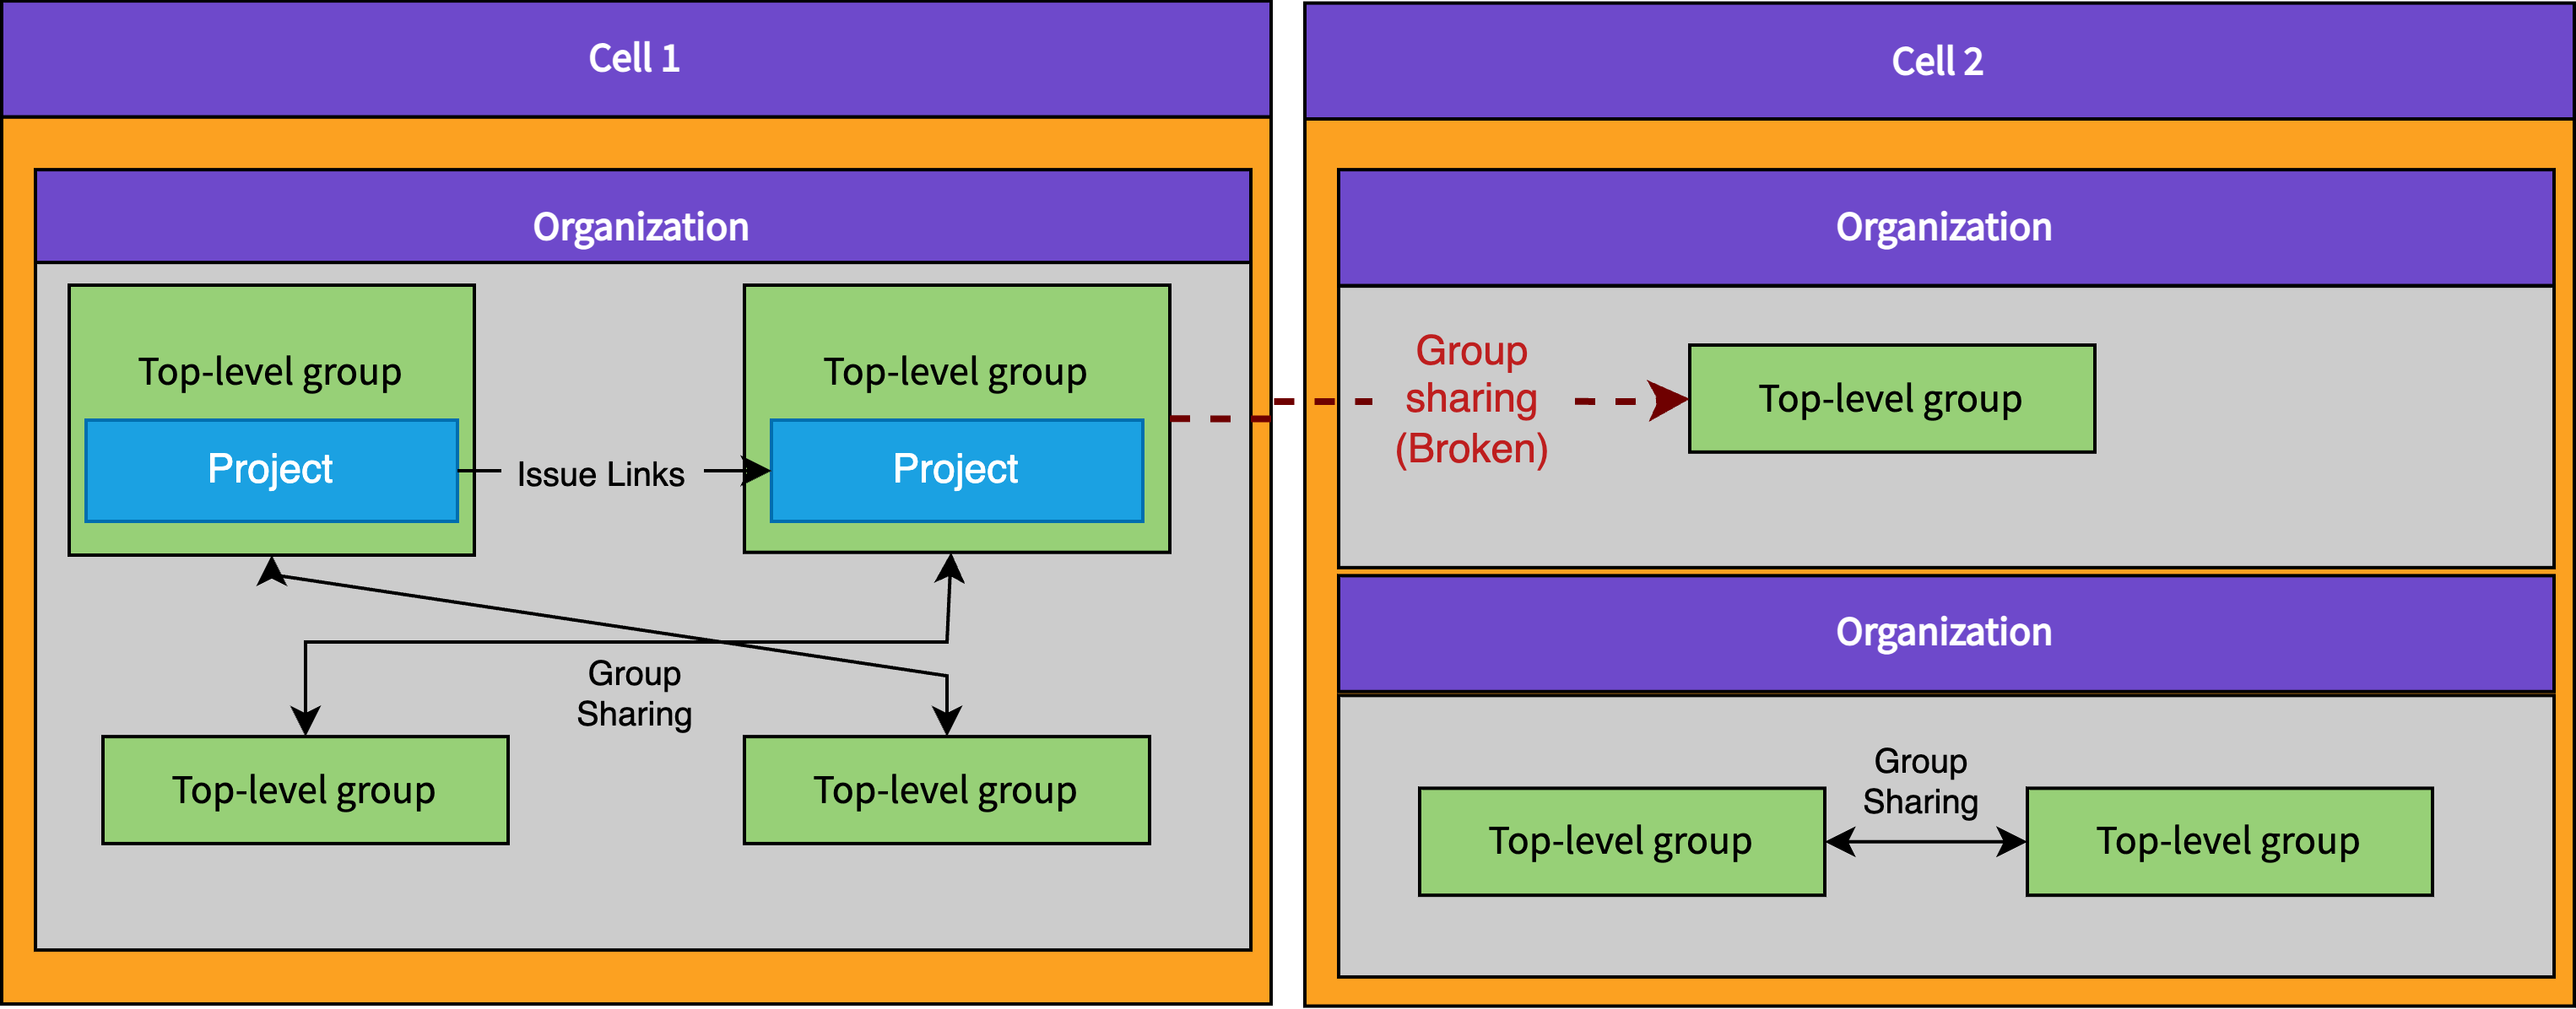 Cell 1
Organization
Top-level group
Top-level group
Project
Issue Links
Project
Group
Sharing
Top-level group
Top-level group
Cell 2
Organization
Group
sharing
(Broken)
Top-level group
Organization
Group
Sharing
Top-level group
Top-level group